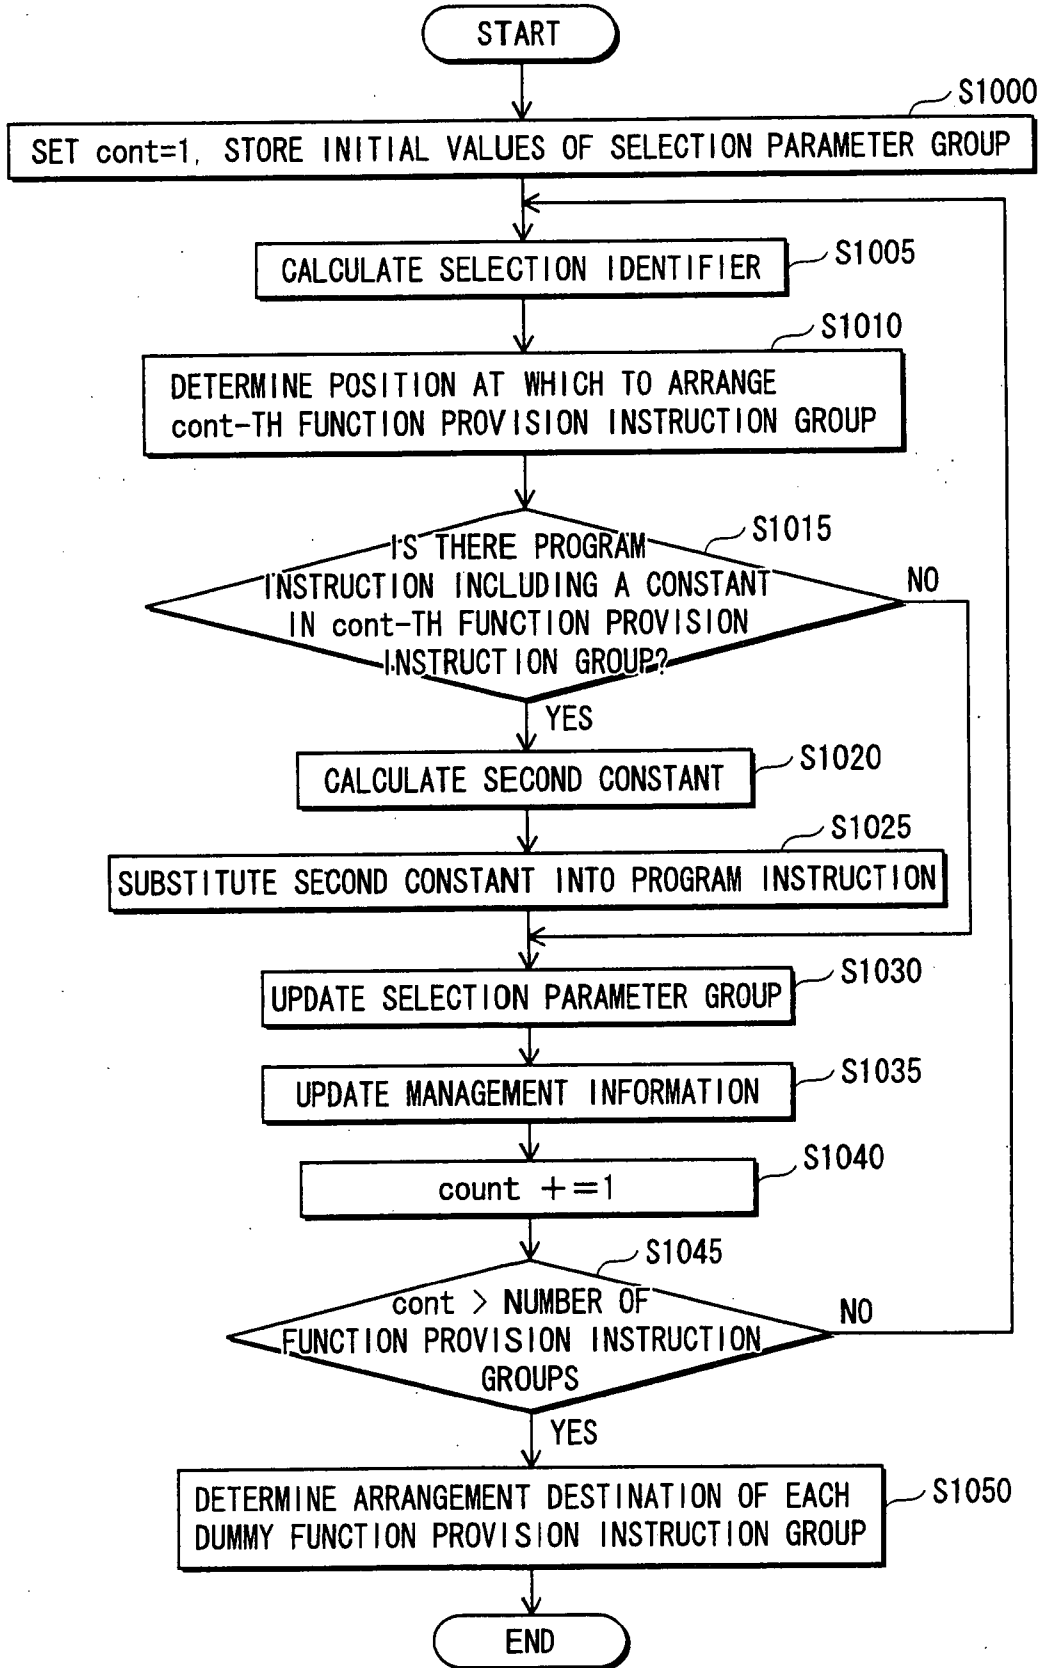 START
S1000
SET cont=1, STORE INITIAL VALUES OF SELECTION PARAMETER GROUP
CALCULATE SELECTION IDENTIFIER
S1005
S1010
DETERMINE POSITION AT WHICH TO ARRANGE
cont-TH FUNCTION PROVISION INSTRUCTION GROUP
S1015
IS THERE PROGRAM
INSTRUCTION INCLUDING A CONSTANT
IN cont-TH FUNCTION PROVISION
INSTRUCTION GROUP?
NO
YES
CALCULATE SECOND CONSTANT
S1020
S1025
SUBSTITUTE SECOND CONSTANT INTO PROGRAM INSTRUCTION
UPDATE SELECTION PARAMETER GROUP
S1030
UPDATE MANAGEMENT INFORMATION
S1035
count +=1
S1040
S1045
cont > NUMBER OF
FUNCTION PROVISION INSTRUCTION
GROUPS
NO
YES
DETERMINE ARRANGEMENT DESTINATION OF EACH
DUMMY FUNCTION PROVISION INSTRUCTION GROUP
S1050
END